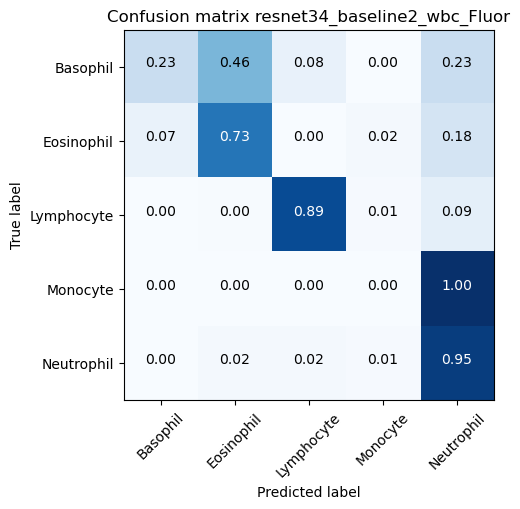 Confusion matrix resnet34_baseline2_wbc_Fluor
True label
Basophil 0.23 0.46 0.08 0.00 0.23
Eosinophil 0.07 0.73 0.00 0.02 0.18
Lymphocyte 0.00 0.00 0.89 0.01 0.09
Monocyte 0.00 0.00 0.00 0.00 1.00
Neutrophil 0.00 0.02 0.02 0.01 0.95
Basophil Eosinophil Lymphocyte Monocyte Neutrophil
Predicted label